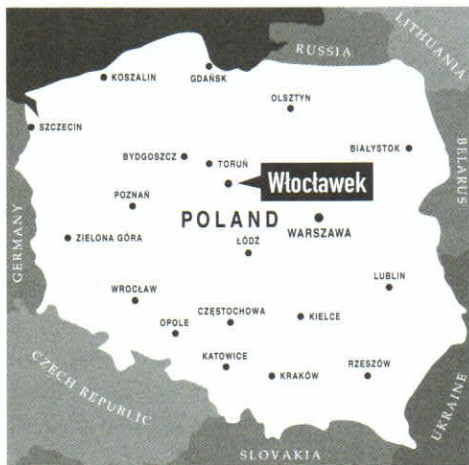 LITHUANIA
RUSSIA
KOSZALIN
GDAŃSK
OLSZTYN
SZCZECIN
BIAŁYSTOK
BYDGOSZCZ
TORUŃ
BELARUS
Włocławek
POZNAŃ
POLAND
WARSZAWA
GERMANY
ZIELONA GÓRA
ŁÓDŹ
LUBLIN
WROCŁAW
CZĘSTOCHOWA
KIELCE
OPOLE
KATOWICE
KRAKÓW
RZESZÓW
CZECH REPUBLIC
UKRAINE
SLOVAKIA